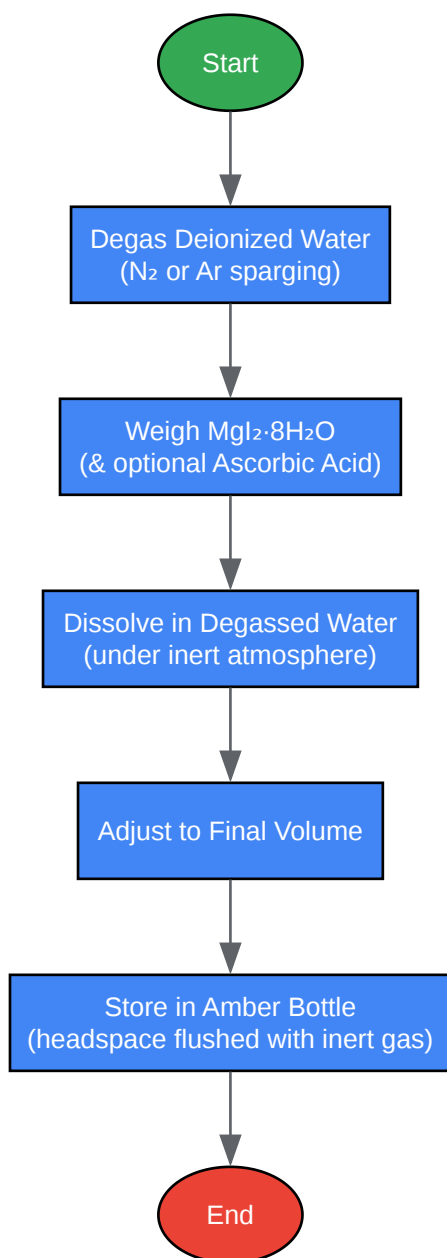 Start
Degas Deionized Water
(N₂ or Ar sparging)
Weigh MgI₂·8H₂O
(& optional Ascorbic Acid)
Dissolve in Degassed Water
(under inert atmosphere)
Adjust to Final Volume
Store in Amber Bottle
(headspace flushed with inert gas)
End